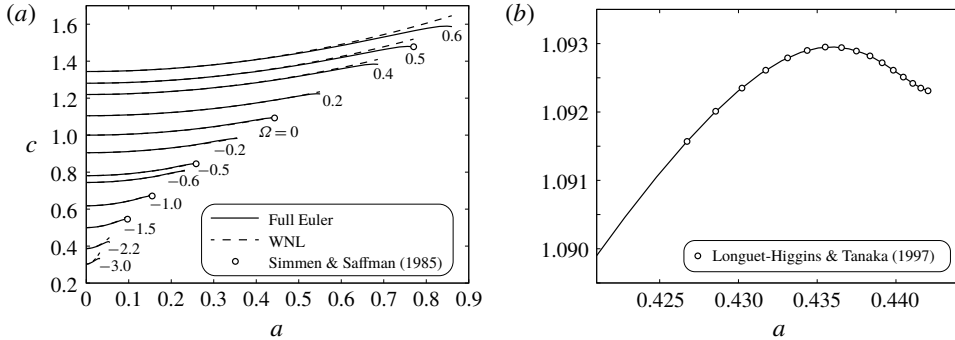 (a)
1.6
1.4
1.2
1.0
0.8
0.6
0.4
0.2
c
0 0.1 0.2 0.3 0.4 0.5 0.6 0.7 0.8 0.9
a
0.6
0.5
0.4
0.2
Ω = 0
−0.2
−0.5
−0.6
−1.0
−1.5
−2.2
−3.0
Full Euler
WNL
Simmen & Saffman (1985)
(b)
1.093
1.092
1.091
1.090
Longuet-Higgins & Tanaka (1997)
0.425 0.430 0.435 0.440
a